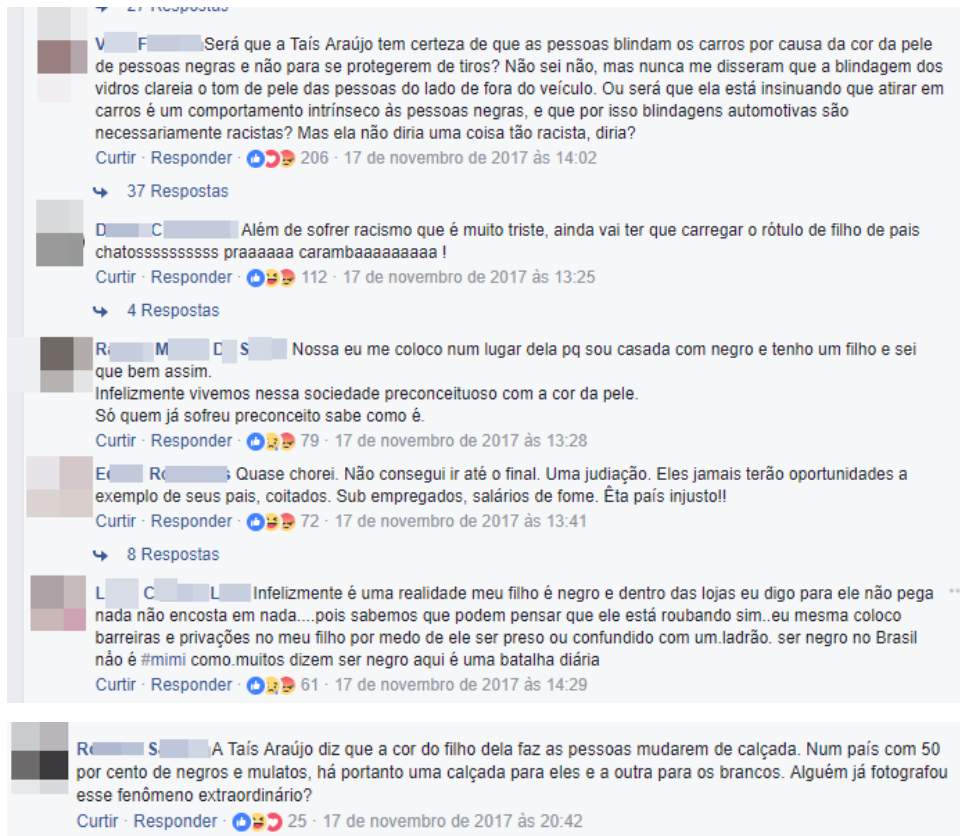 27 Respostas
V F Será que a Taís Araújo tem certeza de que as pessoas blindam os carros por causa da cor da pele
de pessoas negras e não para se protegerem de tiros? Não sei não, mas nunca me disseram que a blindagem dos
vidros clareia o tom de pele das pessoas do lado de fora do veículo. Ou será que ela está insinuando que atirar em
carros é um comportamento intrínseco às pessoas negras, e que por isso blindagens automotivas são
necessariamente racistas? Mas ela não diria uma coisa tão racista, diria?
Curtir · Responder · 206 · 17 de novembro de 2017 às 14:02
37 Respostas
D C Além de sofrer racismo que é muito triste, ainda vai ter que carregar o rótulo de filho de pais
chatossssssssss praaaaaa carambaaaaaaaaa !
Curtir · Responder · 112 · 17 de novembro de 2017 às 13:25
4 Respostas
R M D S Nossa eu me coloco num lugar dela pq sou casada com negro e tenho um filho e sei
que bem assim.
Infelizmente vivemos nessa sociedade preconceituoso com a cor da pele.
Só quem já sofreu preconceito sabe como é.
Curtir · Responder · 79 · 17 de novembro de 2017 às 13:28
E R s Quase chorei. Não consegui ir até o final. Uma judiação. Eles jamais terão oportunidades a
exemplo de seus pais, coitados. Sub empregados, salários de fome. Êta país injusto!!
Curtir · Responder · 72 · 17 de novembro de 2017 às 13:41
8 Respostas
L C L Infelizmente é uma realidade meu filho é negro e dentro das lojas eu digo para ele não pega
nada não encosta em nada....pois sabemos que podem pensar que ele está roubando sim..eu mesma coloco
barreiras e privações no meu filho por medo de ele ser preso ou confundido com um.ladrão. ser negro no Brasil
não é #mimi como.muitos dizem ser negro aqui é uma batalha diária
Curtir · Responder · 61 · 17 de novembro de 2017 às 14:29
R S A Taís Araújo diz que a cor do filho dela faz as pessoas mudarem de calçada. Num país com 50
por cento de negros e mulatos, há portanto uma calçada para eles e a outra para os brancos. Alguém já fotografou
esse fenômeno extraordinário?
Curtir · Responder · 25 · 17 de novembro de 2017 às 20:42